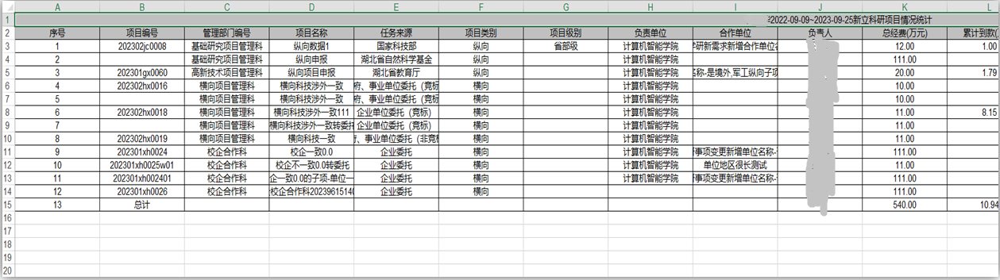 A B C D E F G H I J K L
1 2022-09-09~2023-09-25新立科研项目情况统计
2 序号 项目编号 管理部门编号 项目名称 任务来源 项目类别 项目级别 负责单位 合作单位 负责人 总经费(万元) 累计到款(
3 1 202302jc0008 基础研究项目管理科 纵向数据1 国家科技部 纵向 省部级 计算机智能学院 研新需求新增合作单位 12.00 1.00
4 2 基础研究项目管理科 纵向申报 湖北省自然科学基金 纵向 计算机智能学院 111.00
5 3 202301gx0060 高新技术项目管理科 纵向项目申报 湖北省教育厅 纵向 计算机智能学院 名称-是境外,军工纵向子项 20.00 1.79
6 4 202302hx0016 横向项目管理科 横向科技涉外一致 府、事业单位委托（竞标 横向 计算机智能学院 10.00
7 5 横向项目管理科 横向科技涉外一致 府、事业单位委托（竞标 横向 计算机智能学院 10.00
8 6 202302hx0018 横向项目管理科 横向科技涉外一致111 企业单位委托（竞标） 横向 计算机智能学院 11.00 8.15
9 7 横向项目管理科 横向科技涉外一致转委托 企业单位委托（竞标） 横向 计算机智能学院 11.00
10 8 202302hx0019 横向项目管理科 横向科技一致 、事业单位委托（非竞 横向 计算机智能学院 11.00
11 9 202301xh0024 校企合作科 校企一致0.0 企业委托 横向 计算机智能学院 事项变更新增单位名称- 111.00
12 10 202301xh0025w01 校企合作科 校企不一致0.0转委托 企业委托 横向 计算机智能学院 单位地区很长测试 11.00
13 11 202301xh002401 校企合作科 企一致0.0的子项-单位一 企业委托 横向 计算机智能学院 事项变更新增单位名称- 111.00
14 12 202301xh0026 校企合作科 校企合作科20239615140 企业委托 横向 111.00
15 13 总计 540.00 10.94
16
17
18
19
20